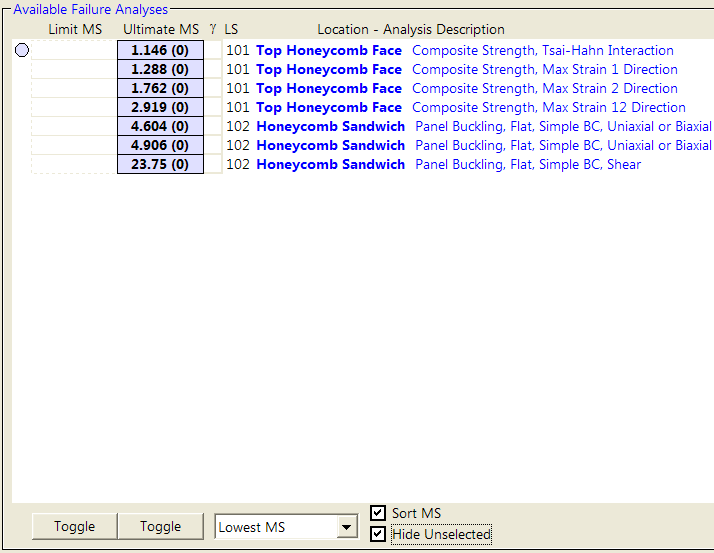 Available Failure Analyses
Limit MS Ultimate MS γ LS Location - Analysis Description
1.146 (0) 101 Top Honeycomb Face Composite Strength, Tsai-Hahn Interaction
1.288 (0) 101 Top Honeycomb Face Composite Strength, Max Strain 1 Direction
1.762 (0) 101 Top Honeycomb Face Composite Strength, Max Strain 2 Direction
2.919 (0) 101 Top Honeycomb Face Composite Strength, Max Strain 12 Direction
4.604 (0) 102 Honeycomb Sandwich Panel Buckling, Flat, Simple BC, Uniaxial or Biaxial
4.906 (0) 102 Honeycomb Sandwich Panel Buckling, Flat, Simple BC, Uniaxial or Biaxial
23.75 (0) 102 Honeycomb Sandwich Panel Buckling, Flat, Simple BC, Shear
Toggle Toggle Lowest MS
Sort MS
Hide Unselected